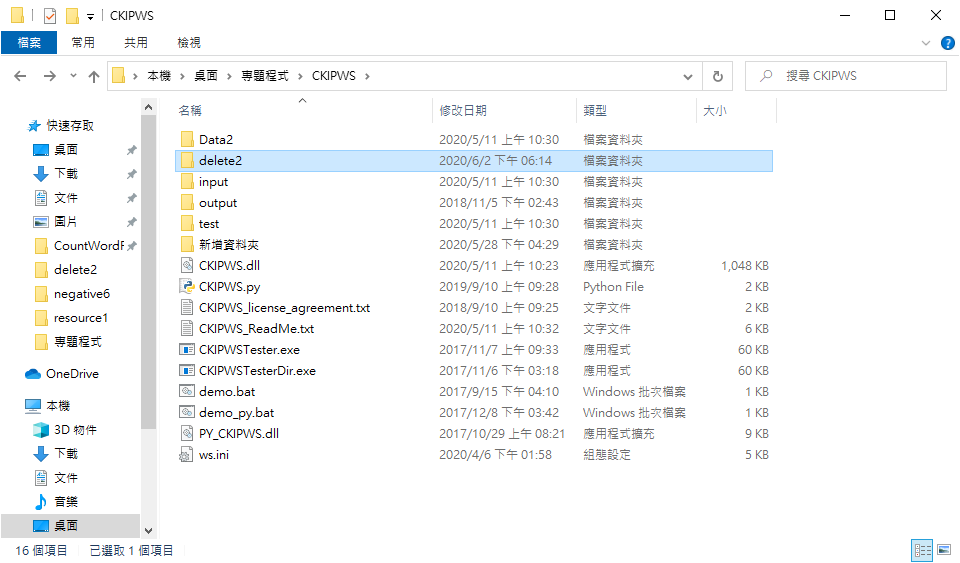 CKIPWS
檔案 常用 共用 檢視
本機 桌面 專題程式 CKIPWS 搜尋 CKIPWS
快速存取
桌面
下載
文件
圖片
CountWordF
delete2
negative6
resource1
專題程式
OneDrive
本機
3D 物件
下載
文件
音樂
桌面
名稱 修改日期 類型 大小
Data2 2020/5/11 上午 10:30 檔案資料夾
delete2 2020/6/2 下午 06:14 檔案資料夾
input 2020/5/11 上午 10:30 檔案資料夾
output 2018/11/5 下午 02:43 檔案資料夾
test 2020/5/11 上午 10:30 檔案資料夾
新增資料夾 2020/5/28 下午 04:29 檔案資料夾
CKIPWS.dll 2020/5/11 上午 10:23 應用程式擴充 1,048 KB
CKIPWS.py 2019/9/10 上午 09:28 Python File 2 KB
CKIPWS_license_agreement.txt 2018/9/10 上午 09:25 文字文件 2 KB
CKIPWS_ReadMe.txt 2020/5/11 上午 10:32 文字文件 6 KB
CKIPWSTester.exe 2017/11/7 上午 09:33 應用程式 60 KB
CKIPWSTesterDir.exe 2017/11/6 下午 03:18 應用程式 60 KB
demo.bat 2017/9/15 下午 04:10 Windows 批次檔案 1 KB
demo_py.bat 2017/12/8 下午 03:42 Windows 批次檔案 1 KB
PY_CKIPWS.dll 2017/10/29 上午 08:21 應用程式擴充 9 KB
ws.ini 2020/4/6 下午 01:58 組態設定 5 KB
16 個項目 已選取 1 個項目